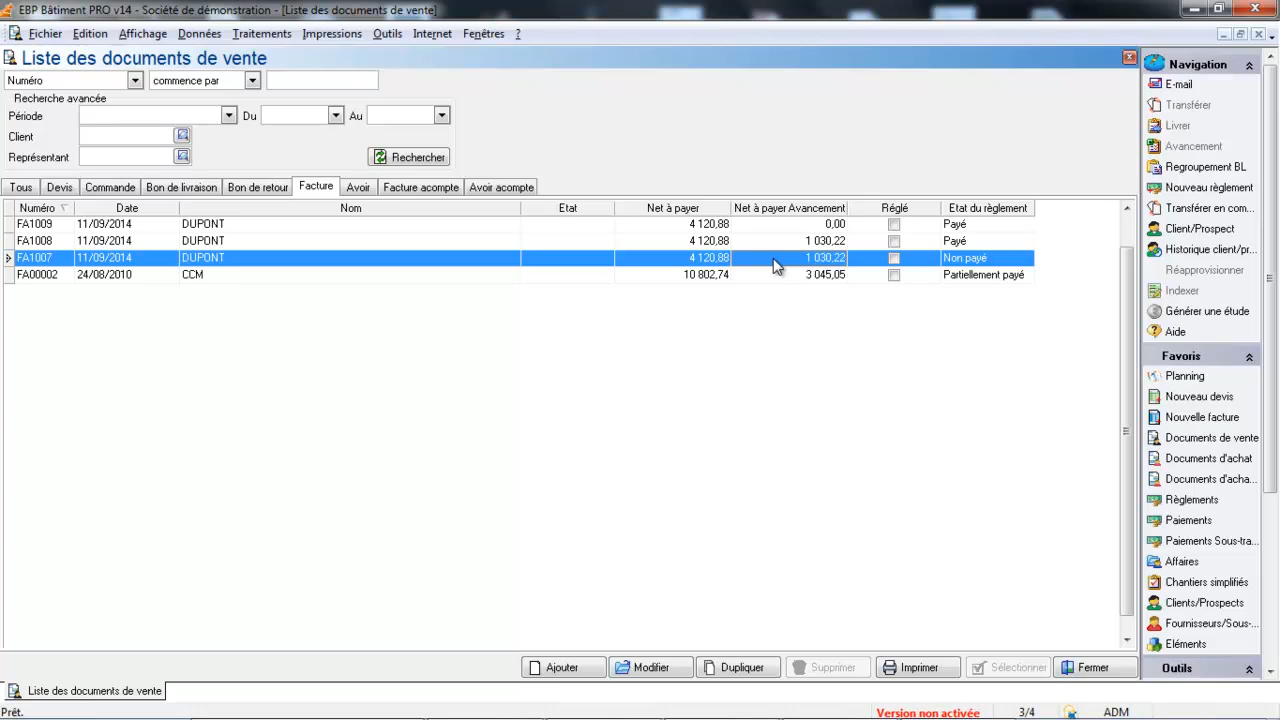 EBP Bâtiment PRO v14 - Société de démonstration - [Liste des documents de vente]
Fichier Edition Affichage Données Traitements Impressions Outils Internet Fenêtres ?
Liste des documents de vente
Numéro commence par
Recherche avancée
Période Du Au
Client
Représentant Rechercher
Tous Devis Commande Bon de livraison Bon de retour Facture Avoir Facture acompte Avoir acompte
Numéro Date Nom Etat Net à payer Net à payer Avancement Réglé Etat du règlement
FA1009 11/09/2014 DUPONT 4 120,88 0,00 Payé
FA1008 11/09/2014 DUPONT 4 120,88 1 030,22 Payé
FA1007 11/09/2014 DUPONT 4 120,88 1 030,22 Non payé
FA00002 24/08/2010 CCM 10 802,74 3 045,05 Partiellement payé
Navigation
E-mail
Transférer
Livrer
Avancement
Regroupement BL
Nouveau règlement
Transférer en com...
Client/Prospect
Historique client/pr...
Réapprovisionner
Indexer
Générer une étude
Aide
Favoris
Planning
Nouveau devis
Nouvelle facture
Documents de vente
Documents d'achat
Documents d'acha...
Règlements
Paiements
Paiements Sous-tra...
Affaires
Chantiers simplifiés
Clients/Prospects
Fournisseurs/Sous-...
Eléments
Outils
Ajouter Modifier Dupliquer Supprimer Imprimer Sélectionner Fermer
Liste des documents de vente
Prêt. Version non activée 3/4 ADM